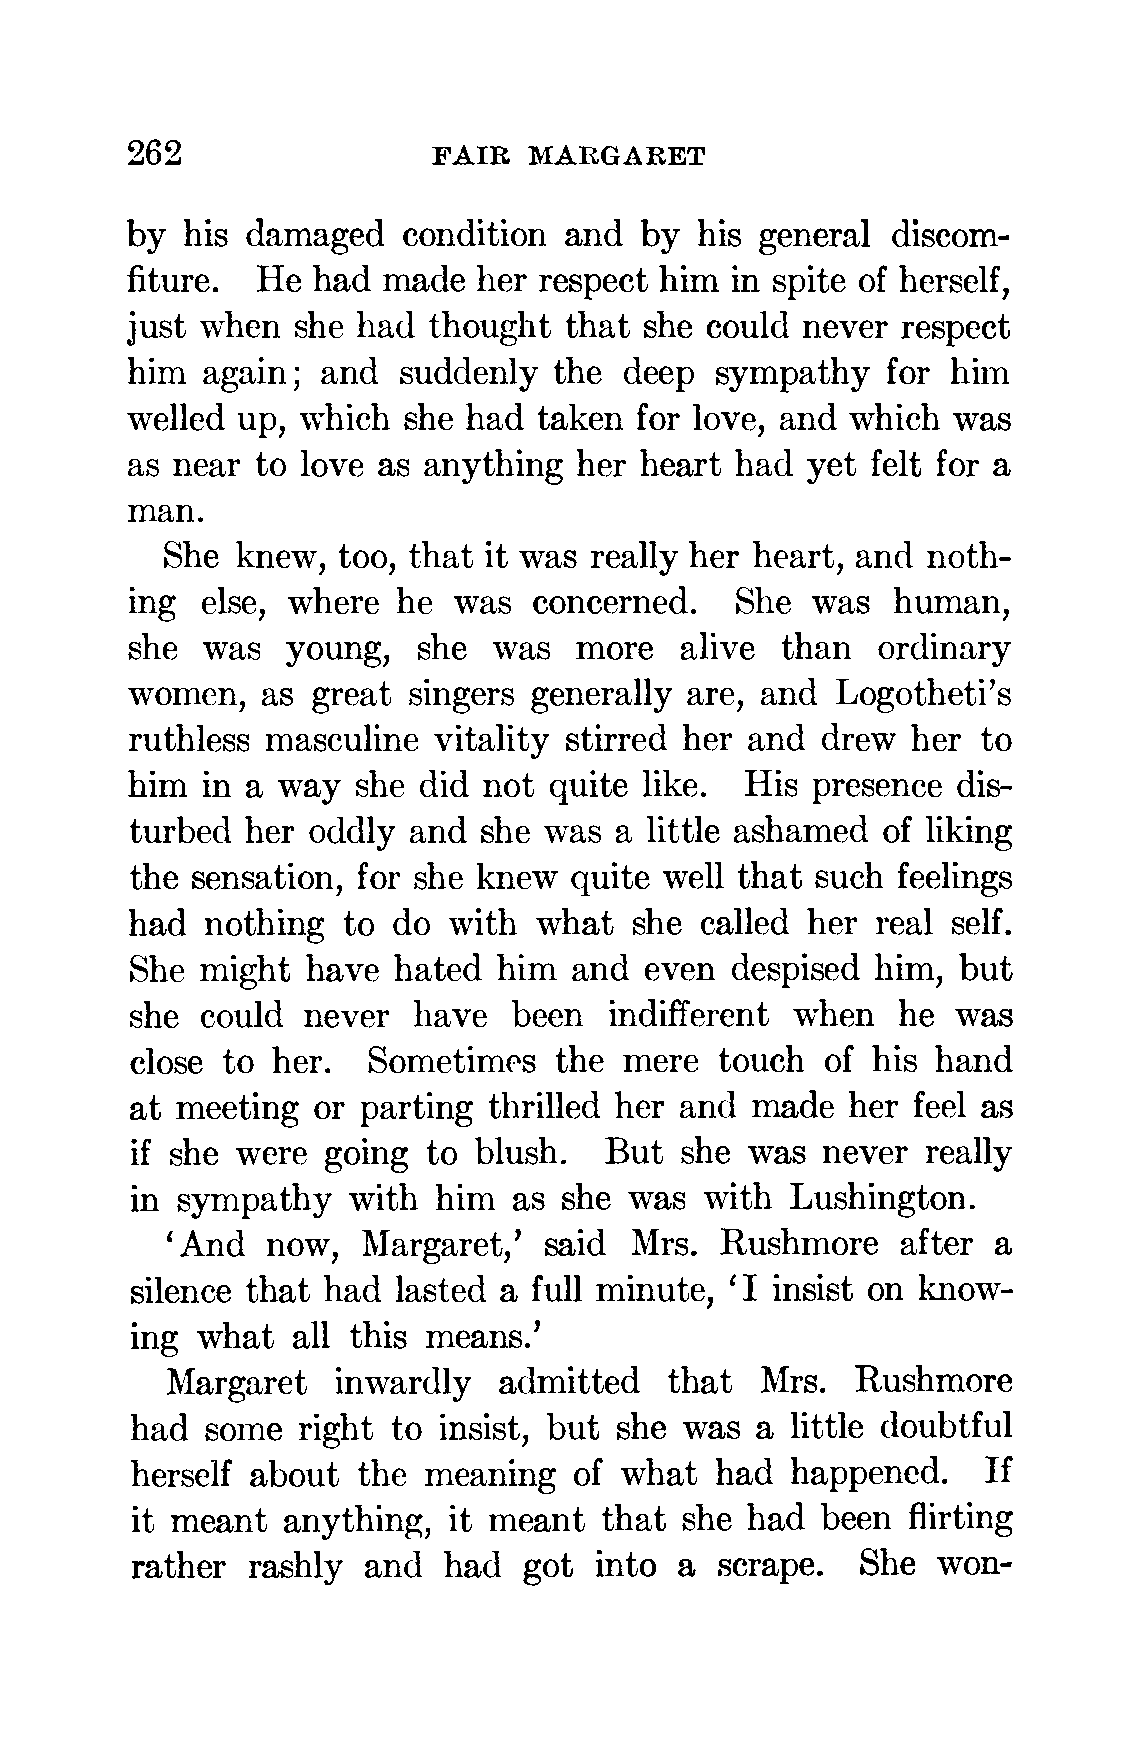 262 FAIR MARGARET
by his damaged condition and by his general discom-
fiture. He had made her respect him in spite of herself,
just when she had thought that she could never respect
him again; and suddenly the deep sympathy for him
welled up, which she had taken for love, and which was
as near to love as anything her heart had yet felt for a
man.
She knew, too, that it was really her heart, and noth-
ing else, where he was concerned. She was human,
she was young, she was more alive than ordinary
women, as great singers generally are, and Logotheti's
ruthless masculine vitality stirred her and drew her to
him in a way she did not quite like. His presence dis-
turbed her oddly and she was a little ashamed of liking
the sensation, for she knew quite well that such feelings
had nothing to do with what she called her real self.
She might have hated him and even despised him, but
she could never have been indifferent when he was
close to her. Sometimes the mere touch of his hand
at meeting or parting thrilled her and made her feel as
if she were going to blush. But she was never really
in sympathy with him as she was with Lushington.
'And now, Margaret,' said Mrs. Rushmore after a
silence that had lasted a full minute, 'I insist on know-
ing what all this means.'
Margaret inwardly admitted that Mrs. Rushmore
had some right to insist, but she was a little doubtful
herself about the meaning of what had happened. If
it meant anything, it meant that she had been flirting
rather rashly and had got into a scrape. She won-